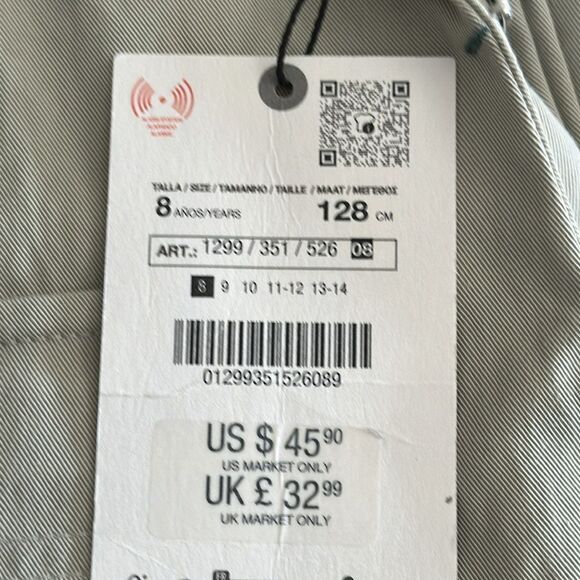 TALLA / SIZE / TAMANHO / TAILLE / MAAT / ΜΕΓΕΘΟΣ
8 AÑOS/YEARS 128 CM
ART.: 1299 / 351 / 526 08
8 9 10 11-12 13-14
01299351526089
US $ 45.90
US MARKET ONLY
UK £ 32.99
UK MARKET ONLY
FR